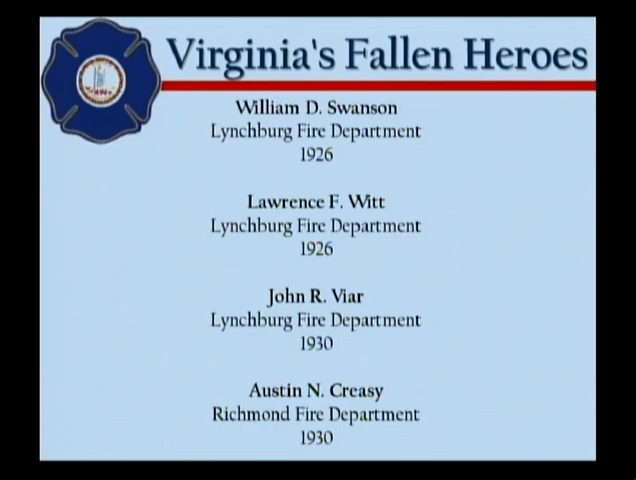 Virginia's Fallen Heroes
William D. Swanson
Lynchburg Fire Department
1926
Lawrence F. Witt
Lynchburg Fire Department
1926
John R. Viar
Lynchburg Fire Department
1930
Austin N. Creasy
Richmond Fire Department
1930